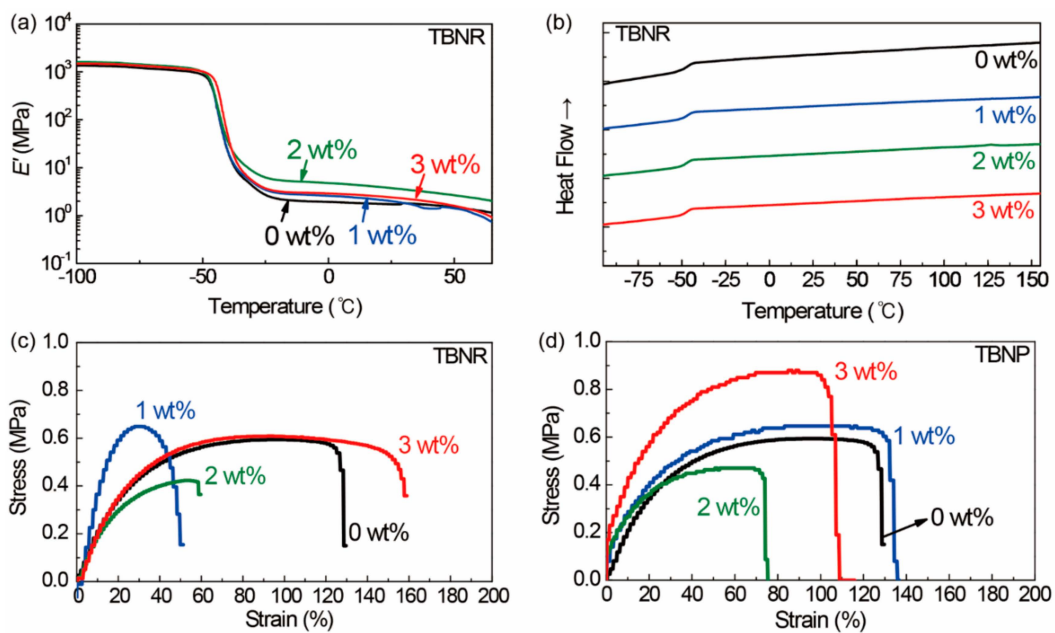 (a)
TBNR
10⁴
10³
10²
10¹
10⁰
10⁻¹
E' (MPa)
2 wt%
3 wt%
0 wt%
1 wt%
-100
-50
0
50
Temperature (℃)
(b)
TBNR
0 wt%
1 wt%
2 wt%
3 wt%
Heat Flow →
-75 -50 -25 0 25 50 75 100 125 150
Temperature (℃)
(c)
TBNR
1.0
0.8
0.6
0.4
0.2
0.0
Stress (MPa)
1 wt%
2 wt%
3 wt%
0 wt%
0 20 40 60 80 100 120 140 160 180 200
Strain (%)
(d)
TBNP
1.0
0.8
0.6
0.4
0.2
0.0
Stress (MPa)
3 wt%
1 wt%
2 wt%
0 wt%
0 20 40 60 80 100 120 140 160 180 200
Strain (%)